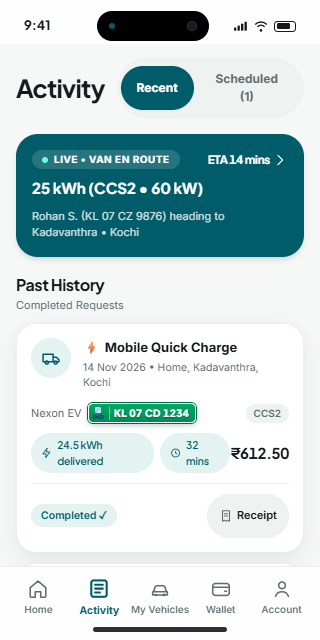 9:41
Activity
Recent
Scheduled
(1)
LIVE • VAN EN ROUTE
ETA 14 mins
25 kWh (CCS2 • 60 kW)
Rohan S. (KL 07 CZ 9876) heading to
Kadavanthra • Kochi
Past History
Completed Requests
Mobile Quick Charge
14 Nov 2026 • Home, Kadavanthra,
Kochi
Nexon EV
IND
KL 07 CD 1234
CCS2
24.5 kWh
delivered
32
mins
₹612.50
Completed ✓
Receipt
Home
Activity
My Vehicles
Wallet
Account